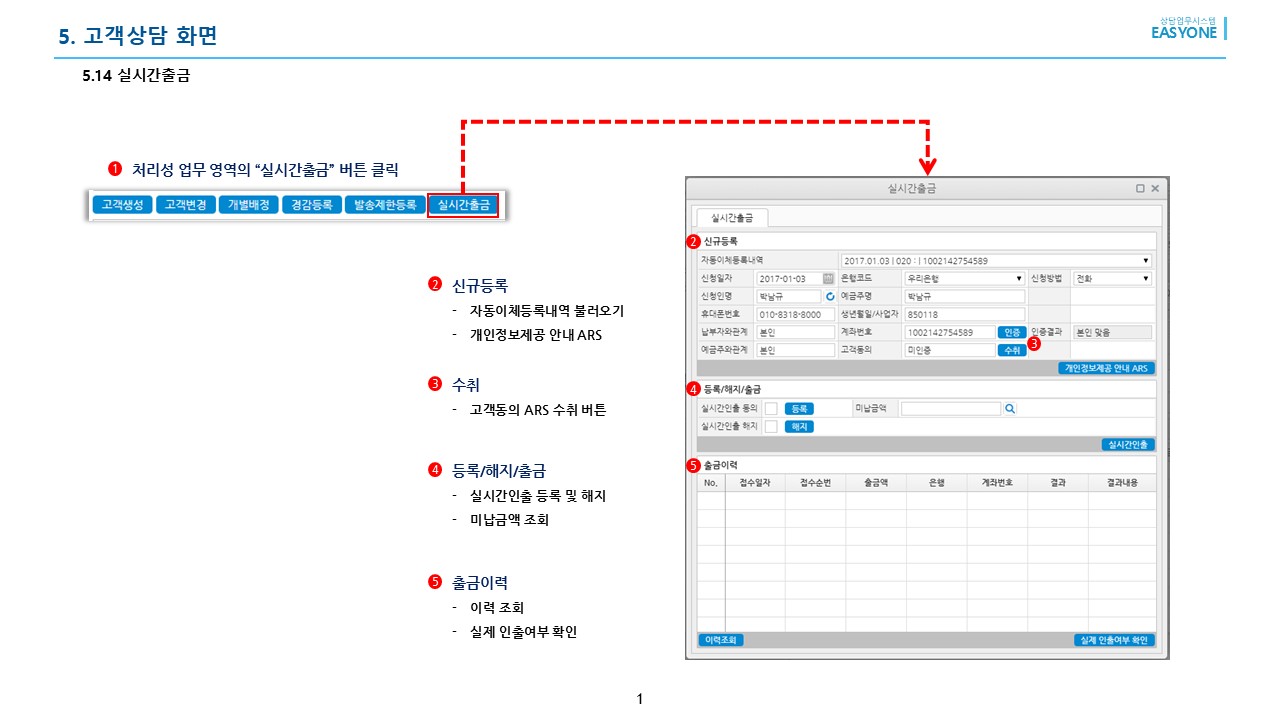 5. 고객상담 화면
상담업무시스템
EASYONE
5.14 실시간출금
1 처리성 업무 영역의 “실시간출금” 버튼 클릭
고객생성 고객변경 개별배정 경감등록 발송제한등록 실시간출금
2 신규등록
- 자동이체등록내역 불러오기
- 개인정보제공 안내 ARS
3 수취
- 고객동의 ARS 수취 버튼
4 등록/해지/출금
- 실시간인출 등록 및 해지
- 미납금액 조회
5 출금이력
- 이력 조회
- 실제 인출여부 확인
실시간출금
실시간출금
2 신규등록
자동이체등록내역 2017.01.03 | 020 : | 1002142754589
신청일자 2017-01-03 은행코드 우리은행 신청방법 전화
신청인명 박남규 예금주명 박남규
휴대폰번호 010-8318-8000 생년월일/사업자 850118
납부자와관계 본인 계좌번호 1002142754589 인증 인증결과 본인 맞음
예금주와관계 본인 고객동의 미인증 수취 3
개인정보제공 안내 ARS
4 등록/해지/출금
실시간인출 동의 등록 미납금액
실시간인출 해지 해지
실시간인출
5 출금이력
No. 접수일자 접수순번 출금액 은행 계좌번호 결과 결과내용
이력조회 실제 인출여부 확인
1